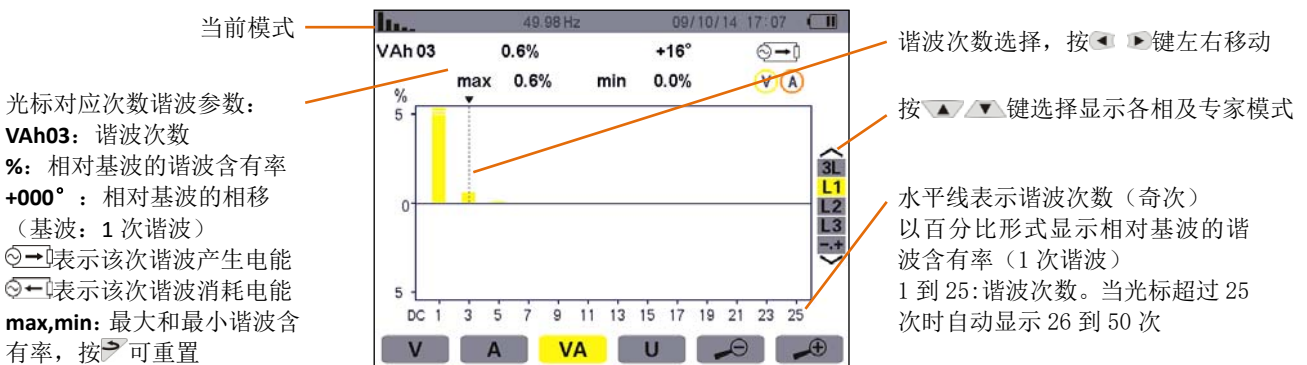 当前模式
光标对应次数谐波参数:
VAh03: 谐波次数
%: 相对基波的谐波含有率
+000° : 相对基波的相移
(基波: 1 次谐波)
表示该次谐波产生电能
表示该次谐波消耗电能
max,min: 最大和最小谐波含
有率, 按 可重置
49.98Hz 09/10/14 17:07
VAh 03 0.6% +16°
max 0.6% min 0.0% V A
%
5
0
5
DC 1 3 5 7 9 11 13 15 17 19 21 23 25
3L
L1
L2
L3
-.+
V A VA U
谐波次数选择, 按 键左右移动
按 键选择显示各相及专家模式
水平线表示谐波次数(奇次)
以百分比形式显示相对基波的谐
波含有率(1 次谐波)
1 到 25:谐波次数。当光标超过 25
次时自动显示 26 到 50 次